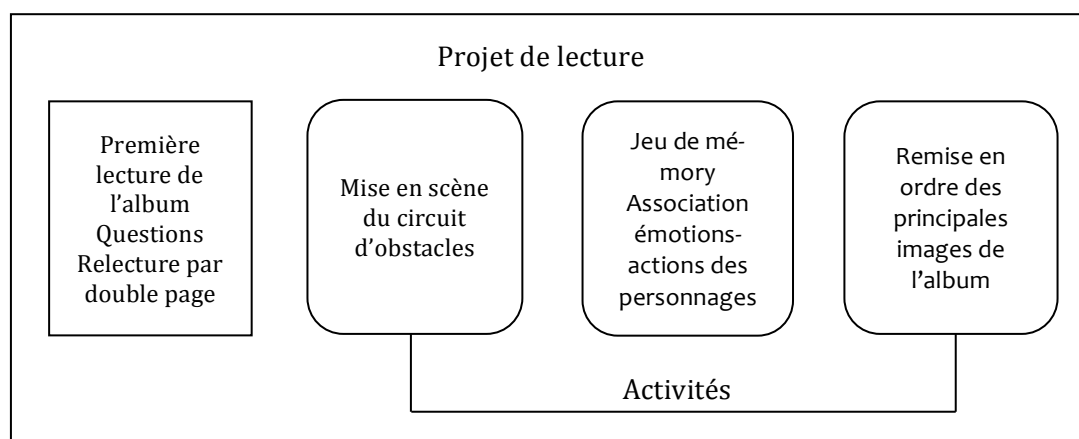 Projet de lecture
Première
lecture de
l’album
Questions
Relecture par
double page
Mise en scène
du circuit
d’obstacles
Jeu de mé-
mory
Association
émotions-
actions des
personnages
Remise en
ordre des
principales
images de
l’album
Activités